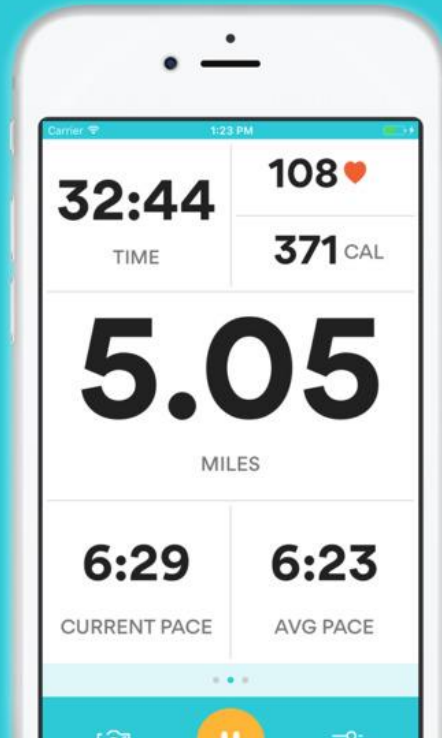 Carrier 1:23 PM
32:44
TIME
108
371 CAL
5.05
MILES
6:29
CURRENT PACE
6:23
AVG PACE